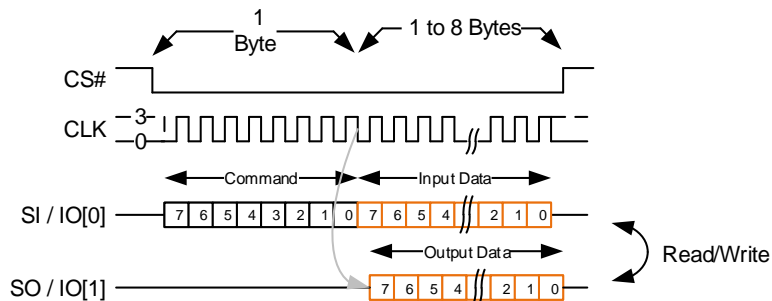 1
Byte
1 to 8 Bytes
CS#
CLK
3
0
Command
Input Data
SI / IO[0]
7 6 5 4 3 2 1 0 7 6 5 4 2 1 0
Output Data
Read/Write
SO / IO[1]
7 6 5 4 2 1 0